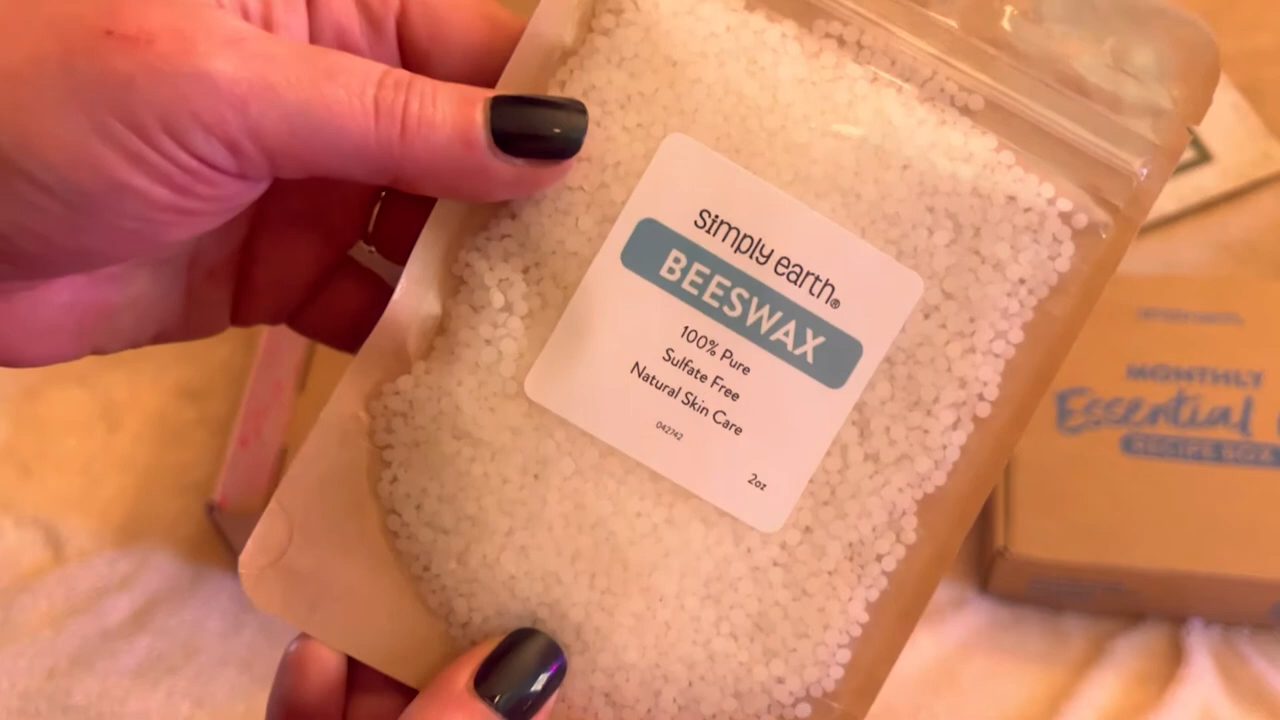 simply earth®
BEESWAX
100% Pure
Sulfate Free
Natural Skin Care
042742
2oz
MONTHLY
Essential
RECIPE BOX